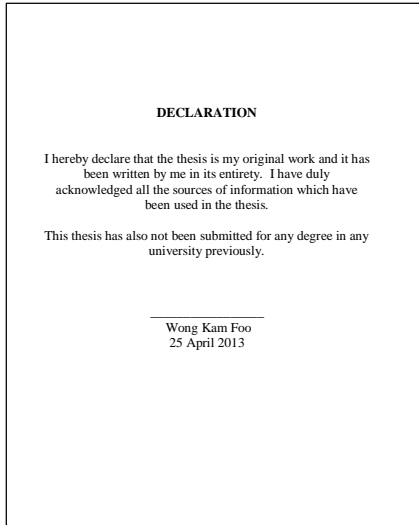 DECLARATION
I hereby declare that the thesis is my original work and it has
been written by me in its entirety.  I have duly
acknowledged all the sources of information which have
been used in the thesis.
This thesis has also not been submitted for any degree in any
university previously.
Wong Kam Foo
25 April 2013